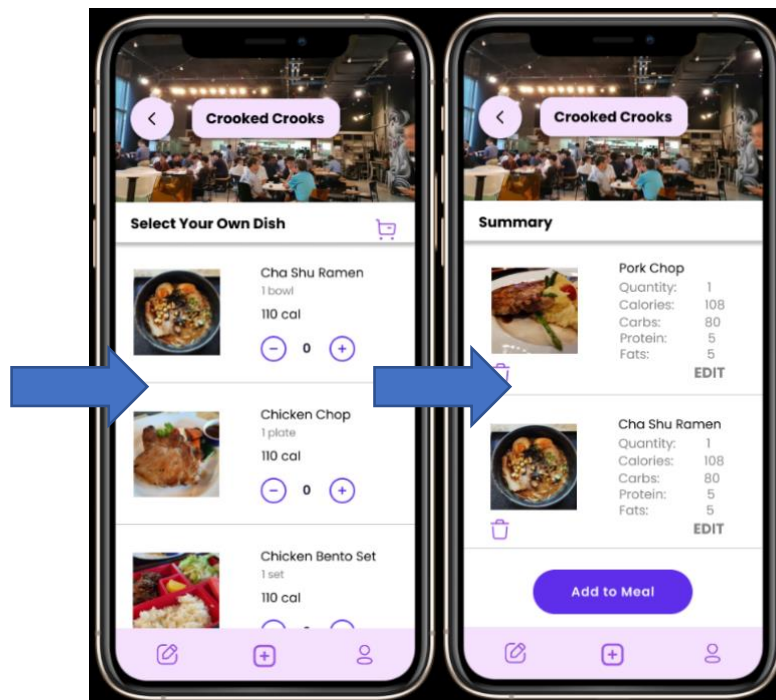 Crooked Crooks
Select Your Own Dish
Cha Shu Ramen
1 bowl
110 cal
0
Chicken Chop
1 plate
110 cal
0
Chicken Bento Set
1 set
110 cal
Crooked Crooks
Summary
Pork Chop
Quantity: 1
Calories: 108
Carbs: 80
Protein: 5
Fats: 5
EDIT
Cha Shu Ramen
Quantity: 1
Calories: 108
Carbs: 80
Protein: 5
Fats: 5
EDIT
Add to Meal